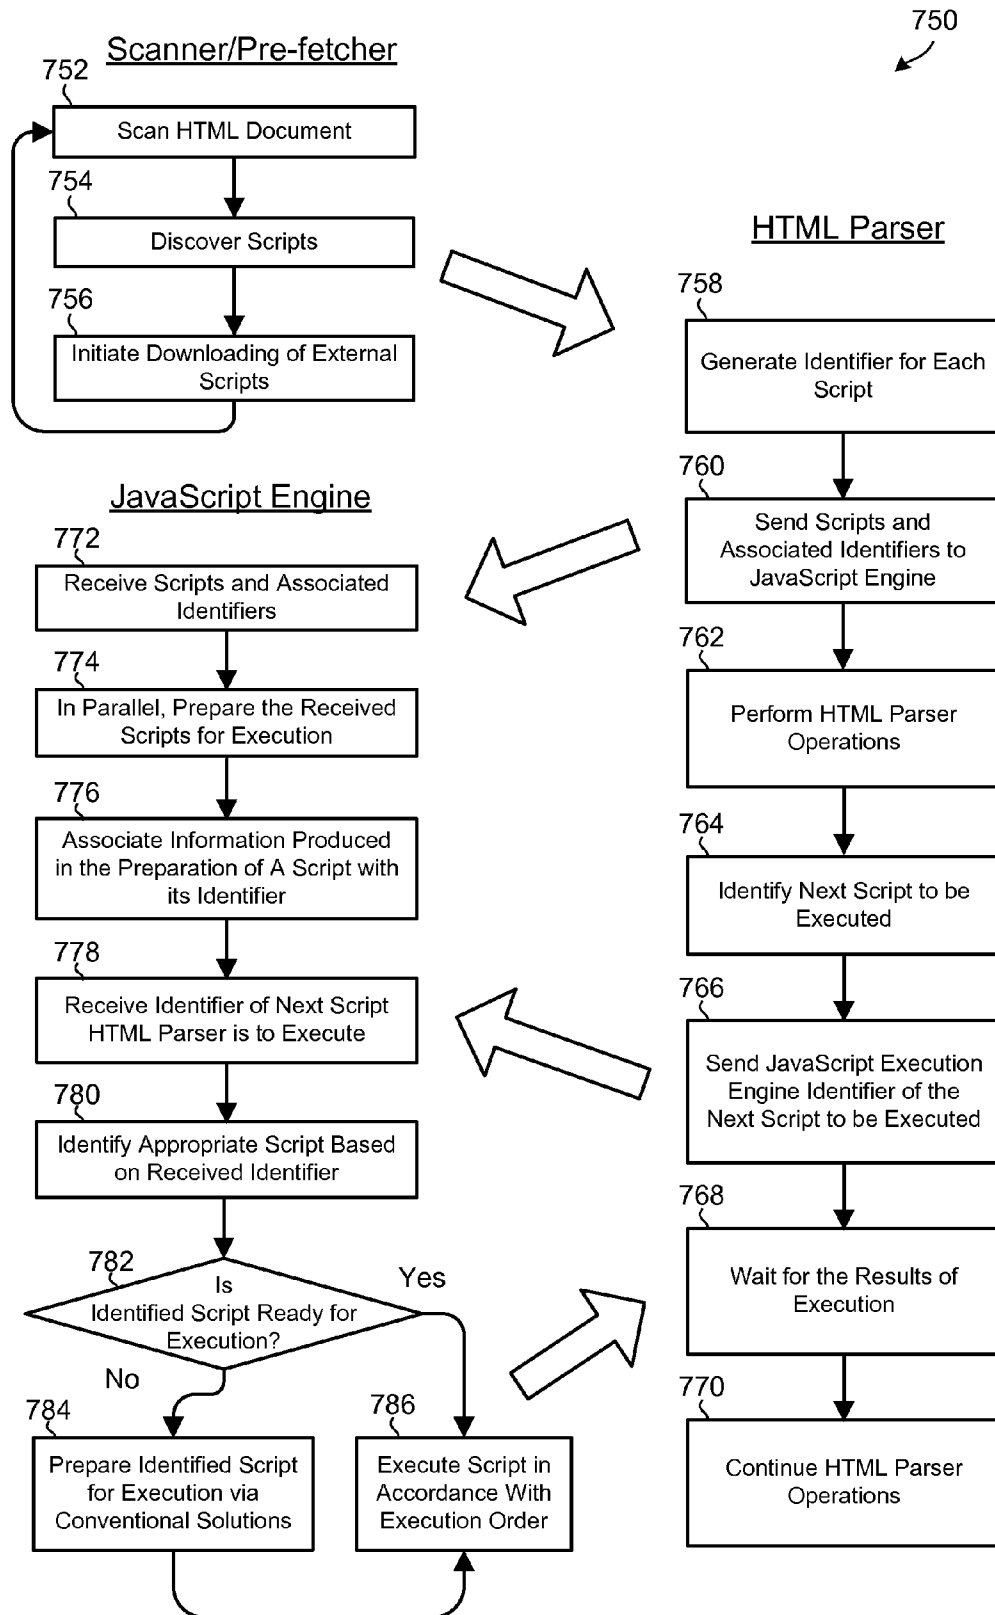 750
Scanner/Pre-fetcher
752
Scan HTML Document
754
Discover Scripts
756
Initiate Downloading of External
Scripts
HTML Parser
758
Generate Identifier for Each
Script
760
Send Scripts and
Associated Identifiers to
JavaScript Engine
762
Perform HTML Parser
Operations
764
Identify Next Script to be
Executed
766
Send JavaScript Execution
Engine Identifier of the
Next Script to be Executed
768
Wait for the Results of
Execution
770
Continue HTML Parser
Operations
JavaScript Engine
772
Receive Scripts and Associated
Identifiers
774
In Parallel, Prepare the Received
Scripts for Execution
776
Associate Information Produced
in the Preparation of A Script with
its Identifier
778
Receive Identifier of Next Script
HTML Parser is to Execute
780
Identify Appropriate Script Based
on Received Identifier
782
Is
Identified Script Ready for
Execution?
Yes
No
784
Prepare Identified Script
for Execution via
Conventional Solutions
786
Execute Script in
Accordance With
Execution Order